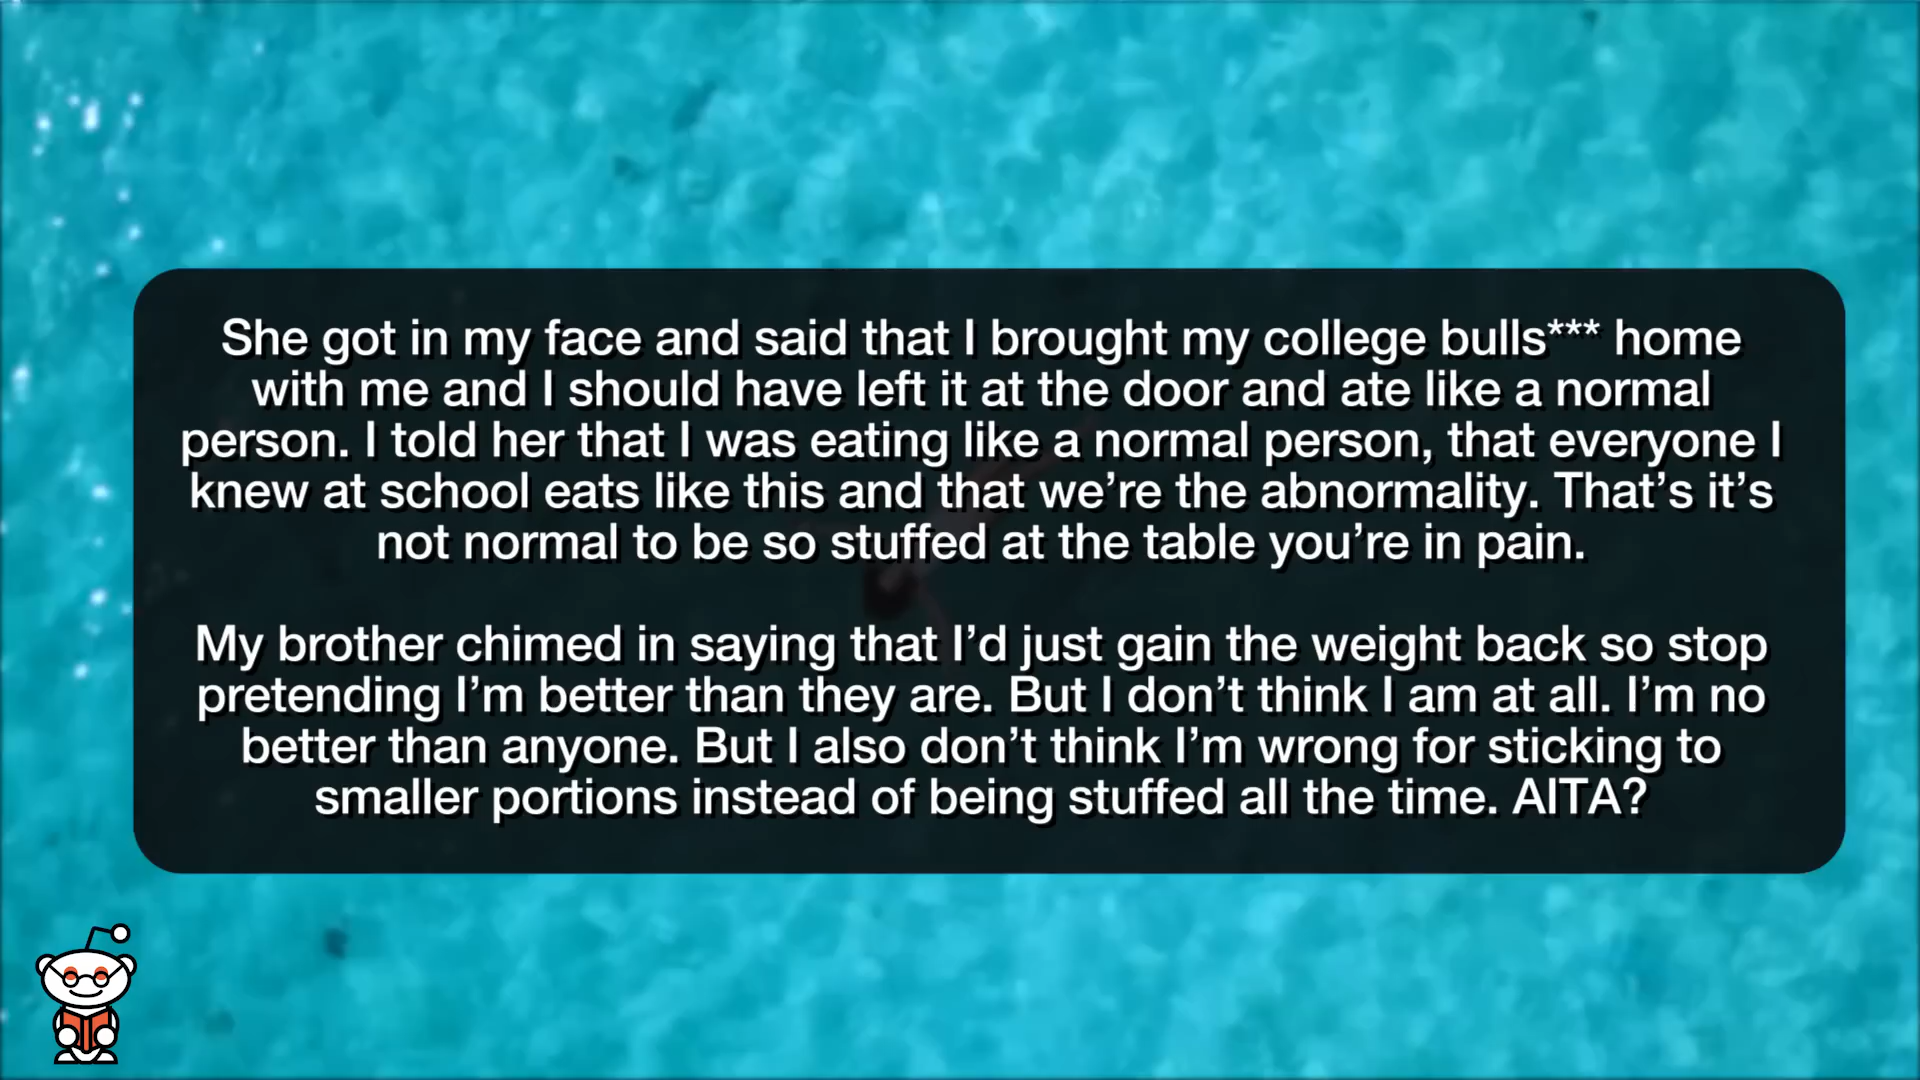 She got in my face and said that I brought my college bulls*** home
with me and I should have left it at the door and ate like a normal
person. I told her that I was eating like a normal person, that everyone I
knew at school eats like this and that we’re the abnormality. That’s it’s
not normal to be so stuffed at the table you’re in pain.
My brother chimed in saying that I’d just gain the weight back so stop
pretending I’m better than they are. But I don’t think I am at all. I’m no
better than anyone. But I also don’t think I’m wrong for sticking to
smaller portions instead of being stuffed all the time. AITA?